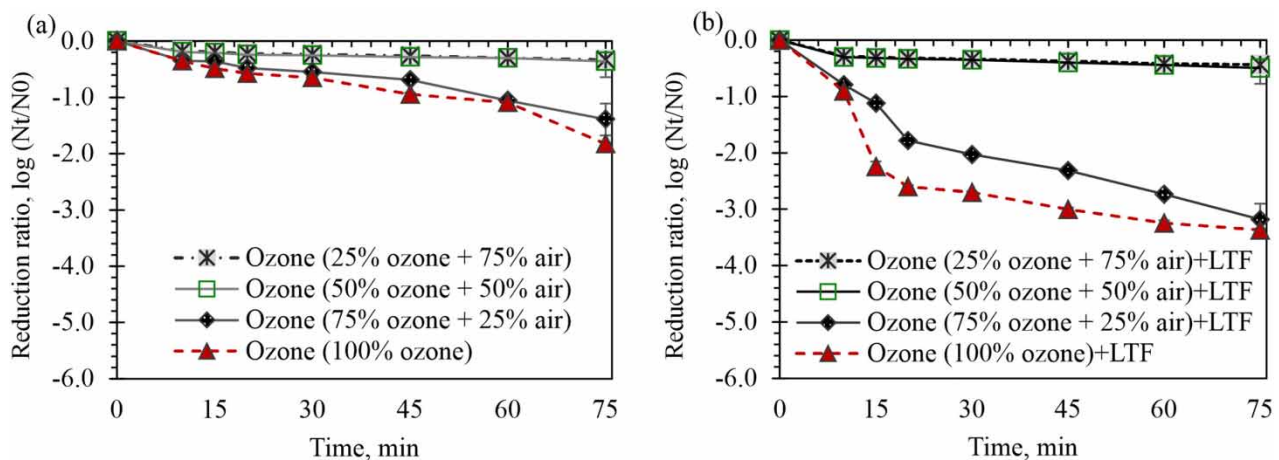 (a)
Reduction ratio, log (Nt/N0)
0.0
-1.0
-2.0
-3.0
-4.0
-5.0
-6.0
Ozone (25% ozone + 75% air)
Ozone (50% ozone + 50% air)
Ozone (75% ozone + 25% air)
Ozone (100% ozone)
0 15 30 45 60 75
Time, min
(b)
Reduction ratio, log (Nt/N0)
0.0
-1.0
-2.0
-3.0
-4.0
-5.0
-6.0
Ozone (25% ozone + 75% air)+LTF
Ozone (50% ozone + 50% air)+LTF
Ozone (75% ozone + 25% air)+LTF
Ozone (100% ozone)+LTF
0 15 30 45 60 75
Time, min